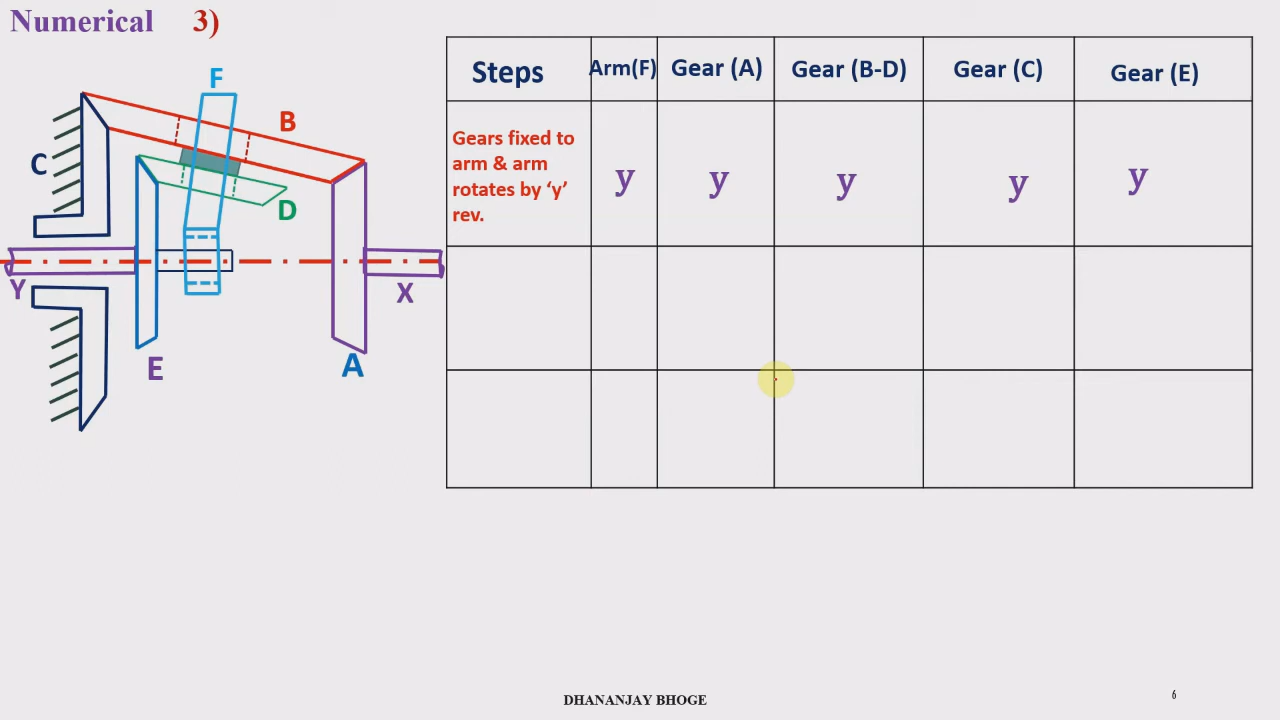 Numerical 3)
F
B
C
D
Y
X
E
A
Steps Arm(F) Gear (A) Gear (B-D) Gear (C) Gear (E)
Gears fixed to
arm & arm
rotates by ‘y’
rev.
y y y y y
DHANANJAY BHOGE
6